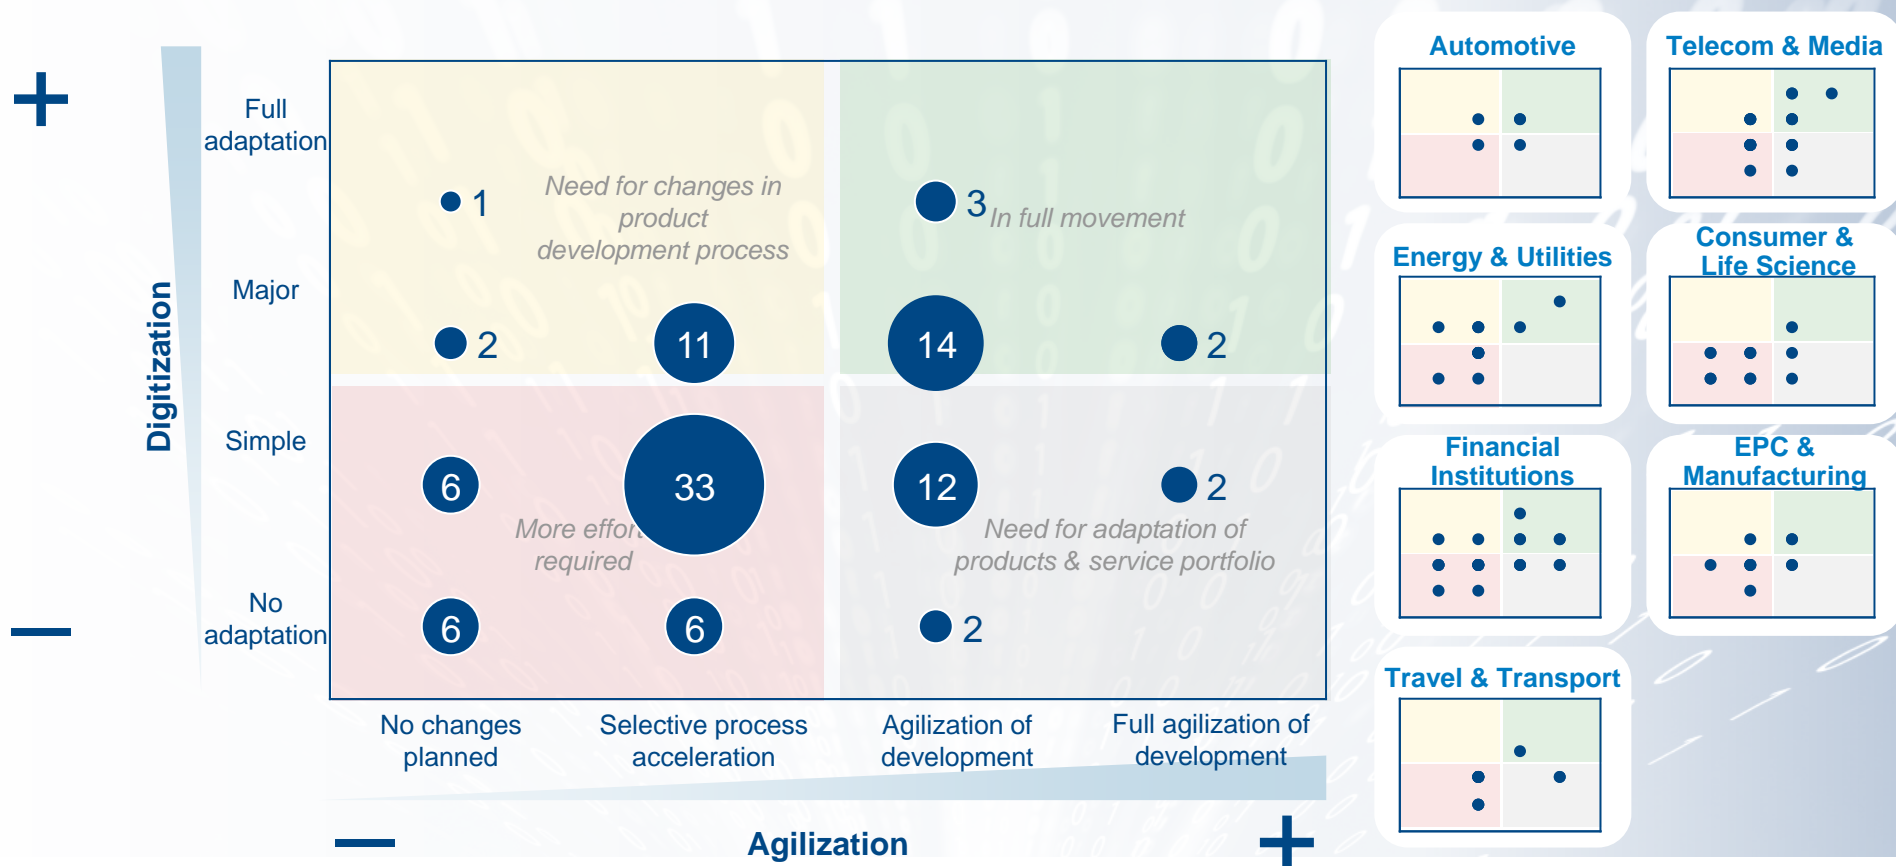 Full
adaptation
Major
Simple
No
adaptation
Digitization
1
Need for changes in
product
development process
3
In full movement
2
11
14
2
6
33
12
2
More effor
required
Need for adaptation of
products & service portfolio
6
6
2
No changes
planned
Selective process
acceleration
Agilization of
development
Full agilization of
development
Agilization
Automotive
Telecom & Media
Energy & Utilities
Consumer &
Life Science
Financial
Institutions
EPC &
Manufacturing
Travel & Transport